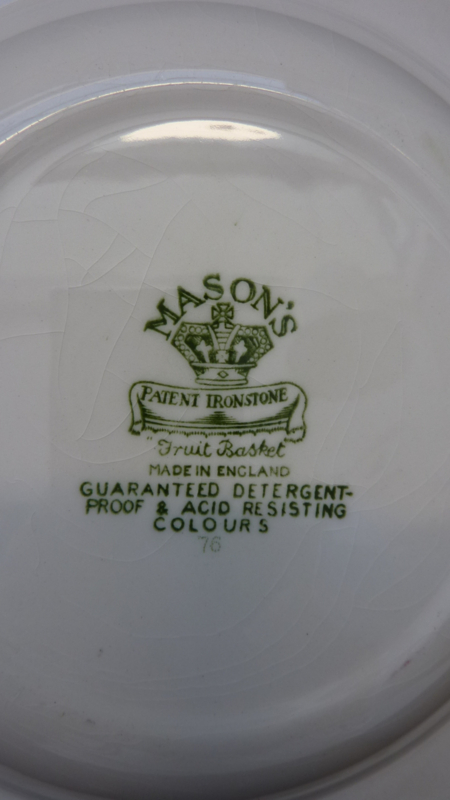 MASON'S
PATENT IRONSTONE
"Fruit Basket"
MADE IN ENGLAND
GUARANTEED DETERGENT-
PROOF & ACID RESISTING
COLOURS
76